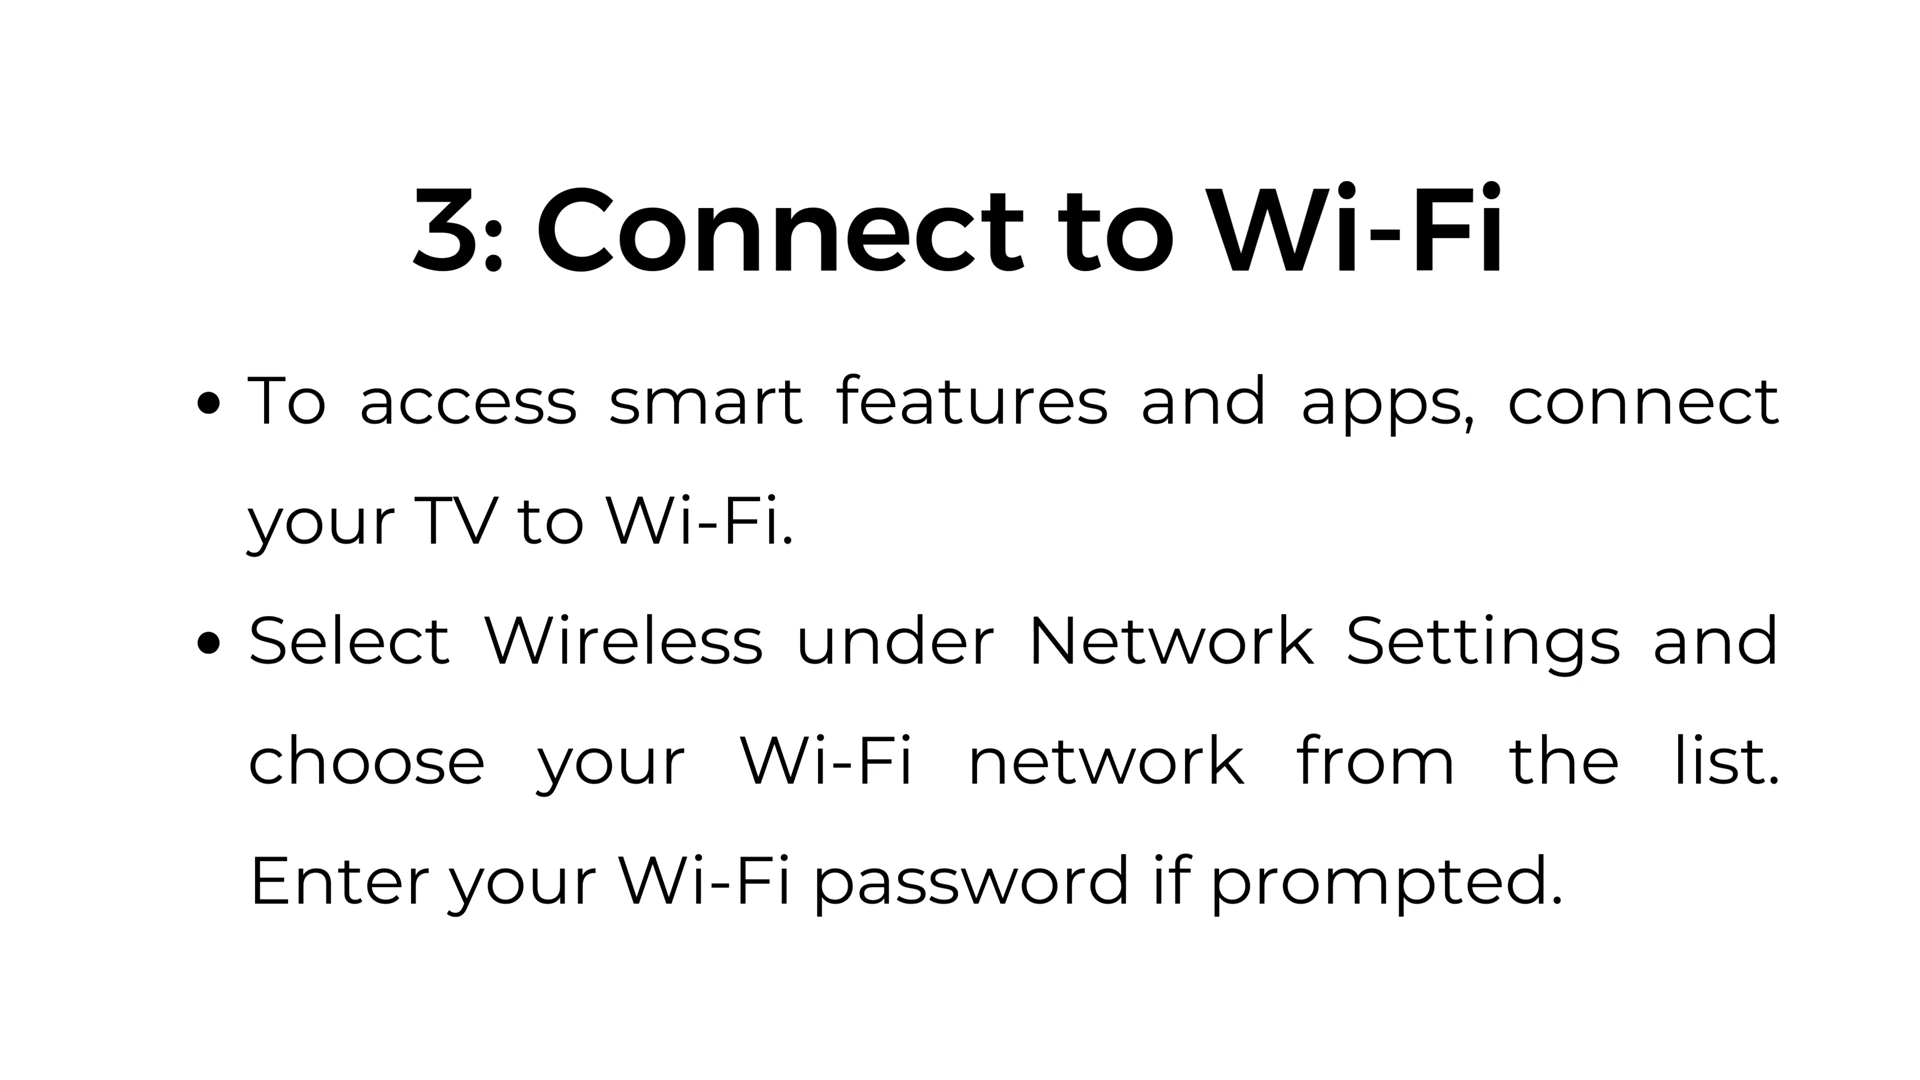 3: Connect to Wi-Fi
• To access smart features and apps, connect
your TV to Wi-Fi.
• Select Wireless under Network Settings and
choose your Wi-Fi network from the list.
Enter your Wi-Fi password if prompted.